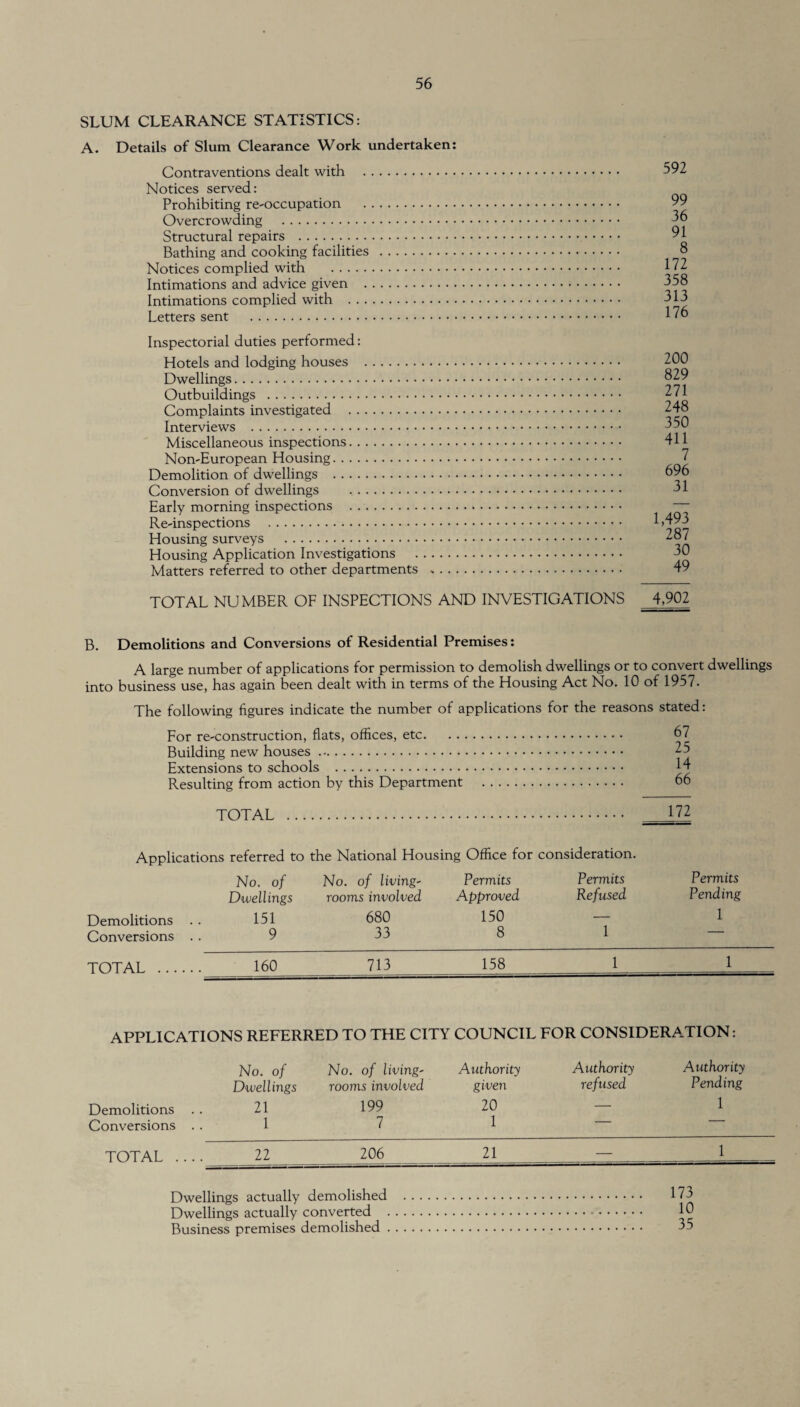 56
SLUM CLEARANCE STATISTICS:
A. Details of Slum Clearance Work undertaken:
Contraventions dealt with .......... 592
Notices served:
Prohibiting re-occupation .......... 99
Overcrowding .......... 36
Structural repairs .......... 91
Bathing and cooking facilities .......... 8
Notices complied with .......... 172
Intimations and advice given .......... 358
Intimations complied with .......... 313
Letters sent .......... 176
Inspectorial duties performed:
Hotels and lodging houses .......... 200
Dwellings .......... 829
Outbuildings .......... 271
Complaints investigated .......... 248
Interviews .......... 350
Miscellaneous inspections .......... 411
Non-European Housing .......... 7
Demolition of dwellings .......... 696
Conversion of dwellings .......... 31
Early morning inspections .......... —
Re-inspections .......... 1,493
Housing surveys .......... 287
Housing Application Investigations .......... 30
Matters referred to other departments .......... 49
TOTAL NUMBER OF INSPECTIONS AND INVESTIGATIONS 4,902
B. Demolitions and Conversions of Residential Premises:
A large number of applications for permission to demolish dwellings or to convert dwellings
into business use, has again been dealt with in terms of the Housing Act No. 10 of 1957.
The following figures indicate the number of applications for the reasons stated:
For re-construction, flats, offices, etc. .......... 67
Building new houses .......... 25
Extensions to schools .......... 14
Resulting from action by this Department .......... 66
TOTAL .......... 172
Applications referred to the National Housing Office for consideration.
No. of No. of living- Permits Permits Permits
Dwellings rooms involved Approved Refused Pending
Demolitions .. 151 680 150 — 1
Conversions .. 9 33 8 1 —
TOTAL ...... 160 713 158 1 1
APPLICATIONS REFERRED TO THE CITY COUNCIL FOR CONSIDERATION:
No. of No. of living- Authority Authority Authority
Dwellings rooms involved given refused Pending
Demolitions .. 21 199 20 — 1
Conversions .. 1 7 1 — —
TOTAL .... 22 206 21 — 1
Dwellings actually demolished .......... 173
Dwellings actually converted .......... 10
Business premises demolished .......... 35